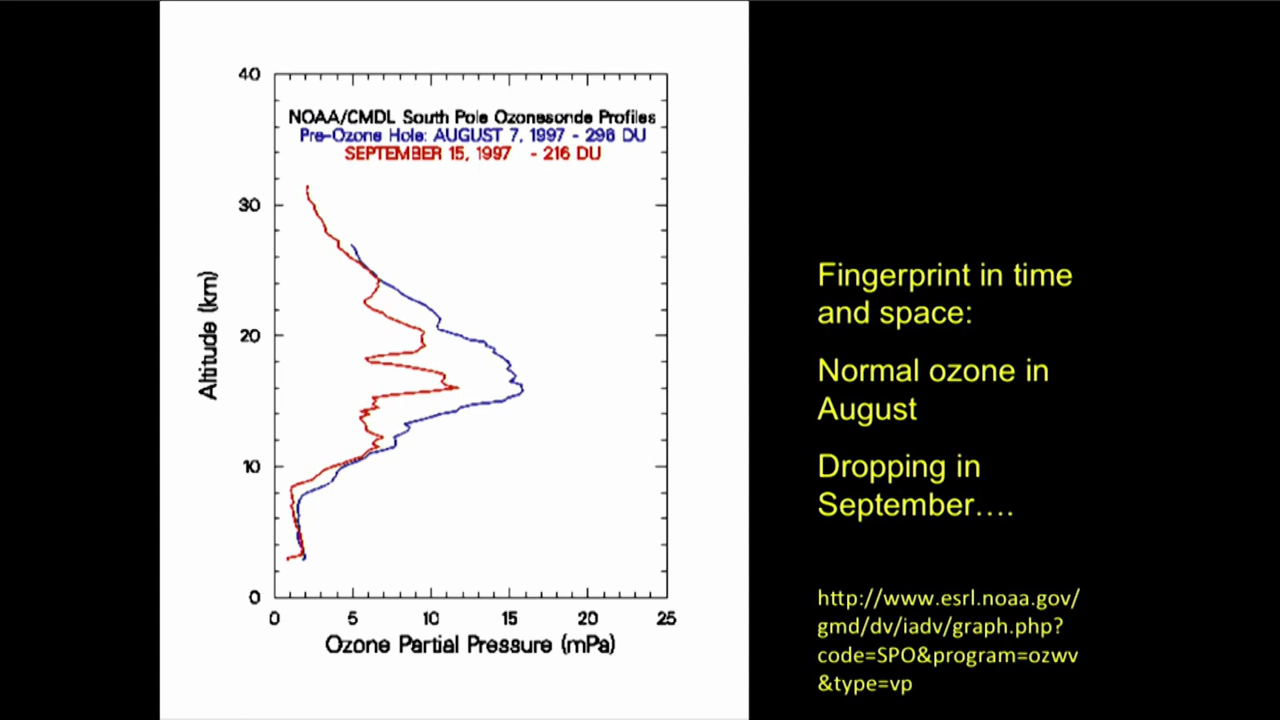 40
NOAA/CMDL South Pole Ozonesonde Profiles
Pre-Ozone Hole: AUGUST 7, 1997 - 296 DU
SEPTEMBER 15, 1997 - 216 DU
30
20
10
0
Altitude (km)
0 5 10 15 20 25
Ozone Partial Pressure (mPa)
Fingerprint in time
and space:
Normal ozone in
August
Dropping in
September....
http://www.esrl.noaa.gov/
gmd/dv/iadv/graph.php?
code=SPO&program=ozwv
&type=vp